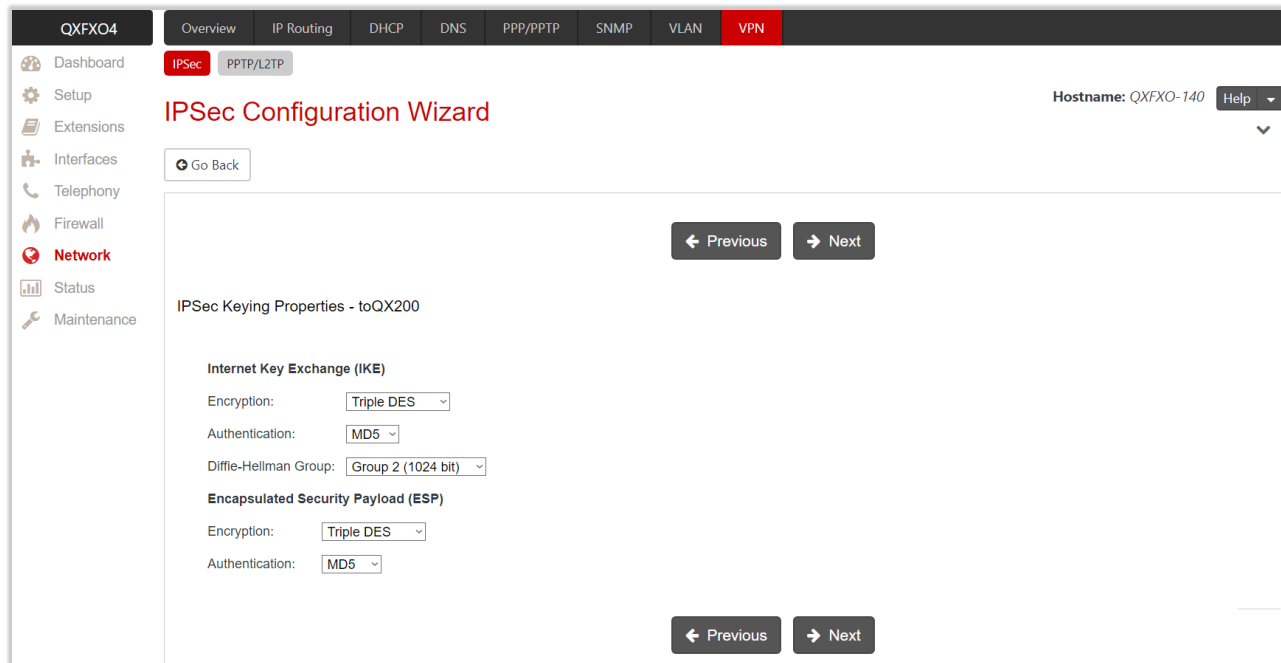 QXFXO4
Overview IP Routing DHCP DNS PPP/PPTP SNMP VLAN VPN
Dashboard
Setup
Extensions
Interfaces
Telephony
Firewall
Network
Status
Maintenance
IPSec PPTP/L2TP
Hostname: QXFXO-140 Help
IPSec Configuration Wizard
Go Back
Previous Next
IPSec Keying Properties - toQX200
Internet Key Exchange (IKE)
Encryption: Triple DES
Authentication: MD5
Diffie-Hellman Group: Group 2 (1024 bit)
Encapsulated Security Payload (ESP)
Encryption: Triple DES
Authentication: MD5
Previous Next